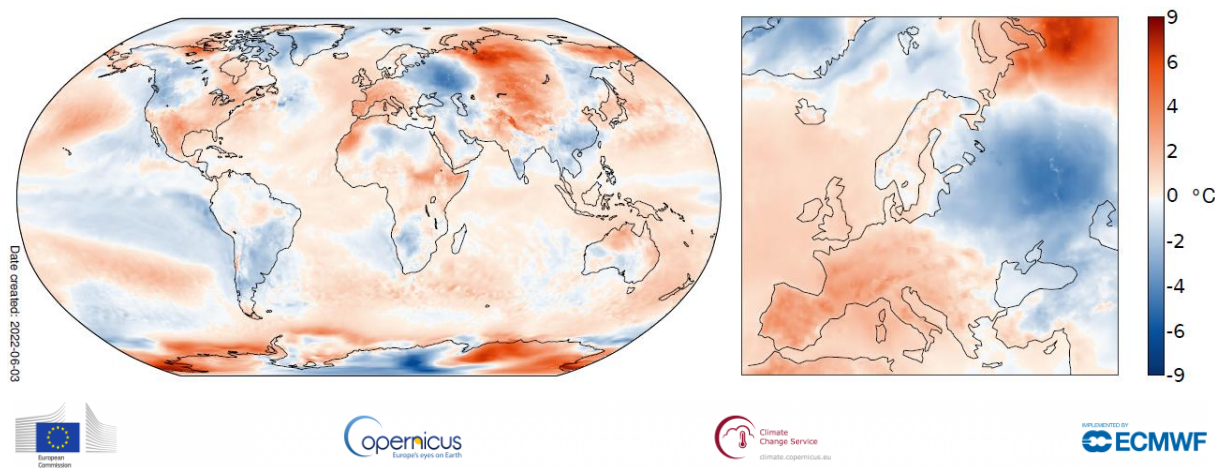 9
6
4
2
0
-2
-4
-6
-9
°C
Date created: 2022-06-03
European
Commission
opernicus
Europe's eyes on Earth
Climate
Change Service
climate.copernicus.eu
IMPLEMENTED BY
ECMWF